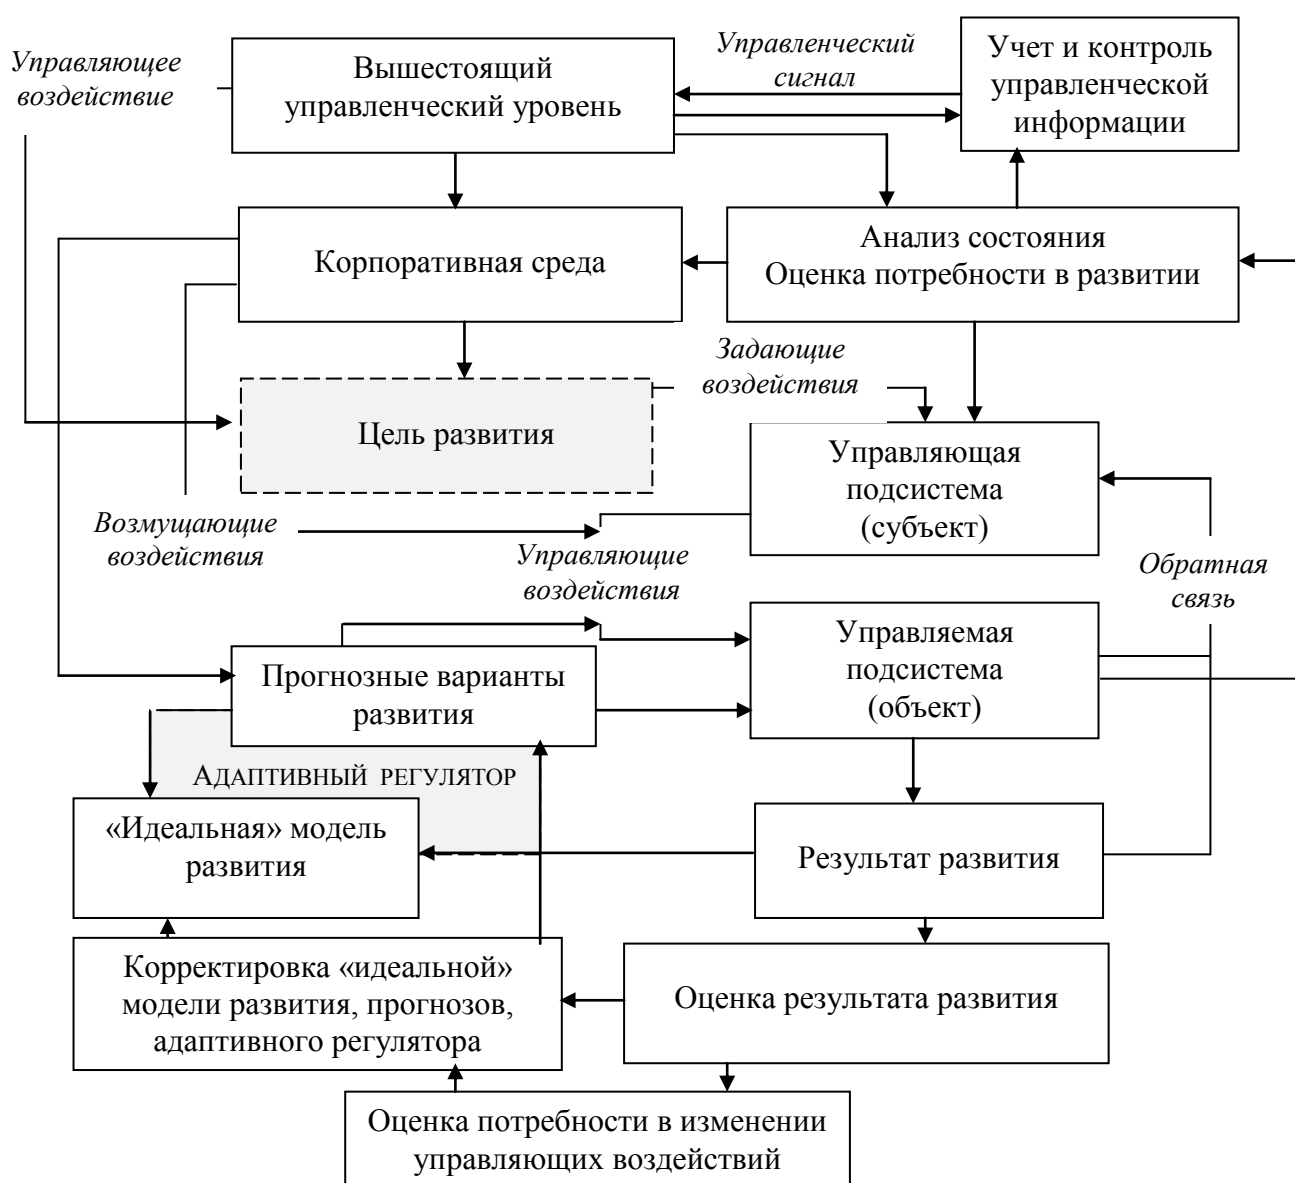 Управляющее
воздействие
Вышестоящий
управленческий уровень
Управленческий
сигнал
Учет и контроль
управленческой
информации
Корпоративная среда
Анализ состояния
Оценка потребности в развитии
Задающие
воздействия
Цель развития
Управляющая
подсистема
(субъект)
Возмущающие
воздействия
Управляющие
воздействия
Обратная
связь
Управляемая
подсистема
(объект)
Прогнозные варианты
развития
АДАПТИВНЫЙ РЕГУЛЯТОР
«Идеальная» модель
развития
Результат развития
Корректировка «идеальной»
модели развития, прогнозов,
адаптивного регулятора
Оценка результата развития
Оценка потребности в изменении
управляющих воздействий